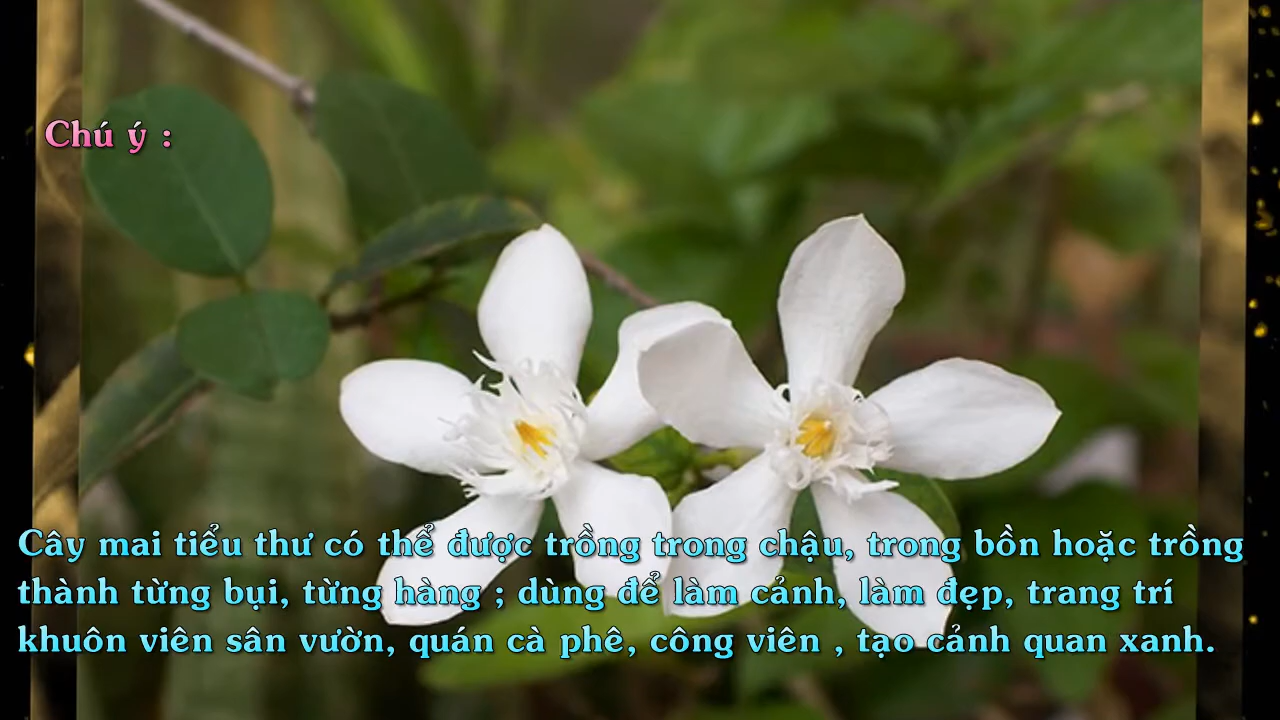 Chú ý :
Cây mai tiểu thư có thể được trồng trong chậu, trong bồn hoặc trồng
thành từng bụi, từng hàng ; dùng để làm cảnh, làm đẹp, trang trí
khuôn viên sân vườn, quán cà phê, công viên , tạo cảnh quan xanh.